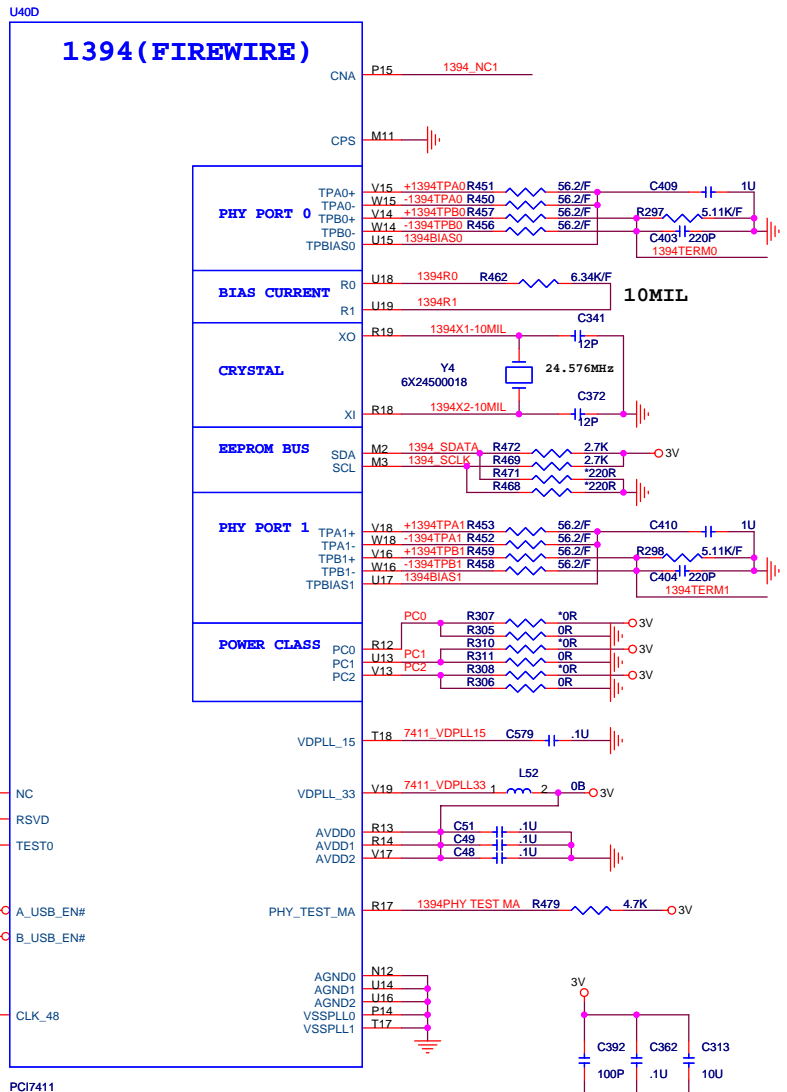 U40D
1394(FIREWIRE)
CNA P15 1394_NC1
CPS M11
PHY PORT 0
TPA0+ V15 +1394TPA0 R451 56.2/F C409 1U
TPA0- W15 -1394TPA0 R450 56.2/F
TPB0+ V14 +1394TPB0 R457 56.2/F R297 5.11K/F
TPB0- W14 -1394TPB0 R456 56.2/F
TPBIAS0 U15 1394BIAS0 C403 220P
1394TERM0
BIAS CURRENT
R0 U18 1394R0 R462 6.34K/F
10MIL
R1 U19 1394R1
C341
XO R19 1394X1-10MIL 12P
CRYSTAL
Y4 24.576MHz
6X24500018
C372
XI R18 1394X2-10MIL 12P
EEPROM BUS
SDA M2 1394_SDATA R472 2.7K 3V
SCL M3 1394_SCLK R469 2.7K
R471 *220R
R468 *220R
PHY PORT 1
TPA1+ V18 +1394TPA1 R453 56.2/F C410 1U
TPA1- W18 -1394TPA1 R452 56.2/F
TPB1+ V16 +1394TPB1 R459 56.2/F R298 5.11K/F
TPB1- W16 -1394TPB1 R458 56.2/F
TPBIAS1 U17 1394BIAS1 C404 220P
1394TERM1
PC0 R307 *0R 3V
R305 0R
POWER CLASS
PC0 R12 R310 *0R 3V
PC1 U13 PC1 R311 0R
PC2 V13 PC2 R308 *0R 3V
R306 0R
VDPLL_15 T18 7411_VDPLL15 C579 .1U
L52
NC VDPLL_33 V19 7411_VDPLL33 1 2 0B 3V
RSVD
AVDD0 R13 C51 .1U
TEST0 AVDD1 R14 C49 .1U
AVDD2 V17 C48 .1U
A_USB_EN# PHY_TEST_MA R17 1394PHY TEST MA R479 4.7K 3V
B_USB_EN#
AGND0 N12
AGND1 U14
AGND2 U16
CLK_48 VSSPLL0 P14
VSSPLL1 T17
3V
C392 C362 C313
100P .1U 10U
PCI7411